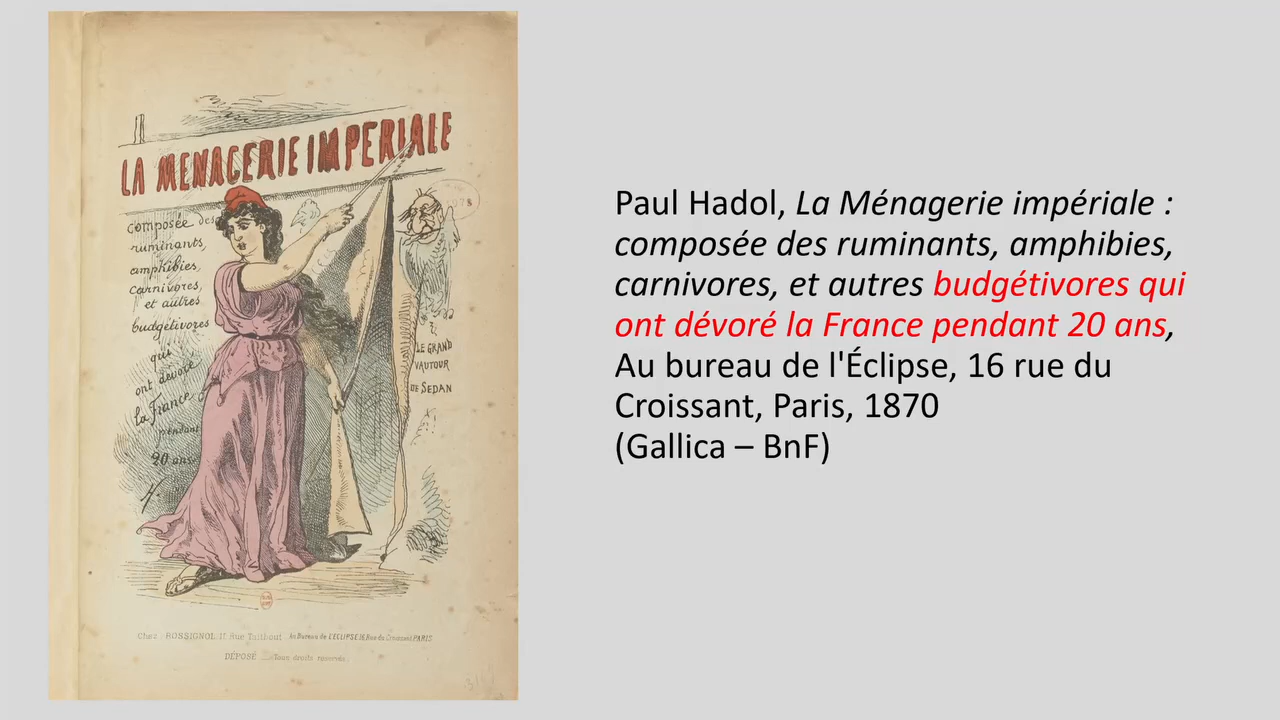 LA MENAGERIE IMPERIALE
composée des
ruminants,
amphibies,
carnivores,
et autres
budgétivores
qui
ont dévoré
la France
pendant
20 ans
LE GRAND
VAUTOUR
DE SEDAN
Chez ROSSIGNOL 17 Rue Taitbout Au Bureau de L'ECLIPSE 16 Rue du Croissant PARIS
DÉPOSÉ _ Tous droits reservés.
Paul Hadol, La Ménagerie impériale :
composée des ruminants, amphibies,
carnivores, et autres budgétivores qui
ont dévoré la France pendant 20 ans,
Au bureau de l'Éclipse, 16 rue du
Croissant, Paris, 1870
(Gallica – BnF)